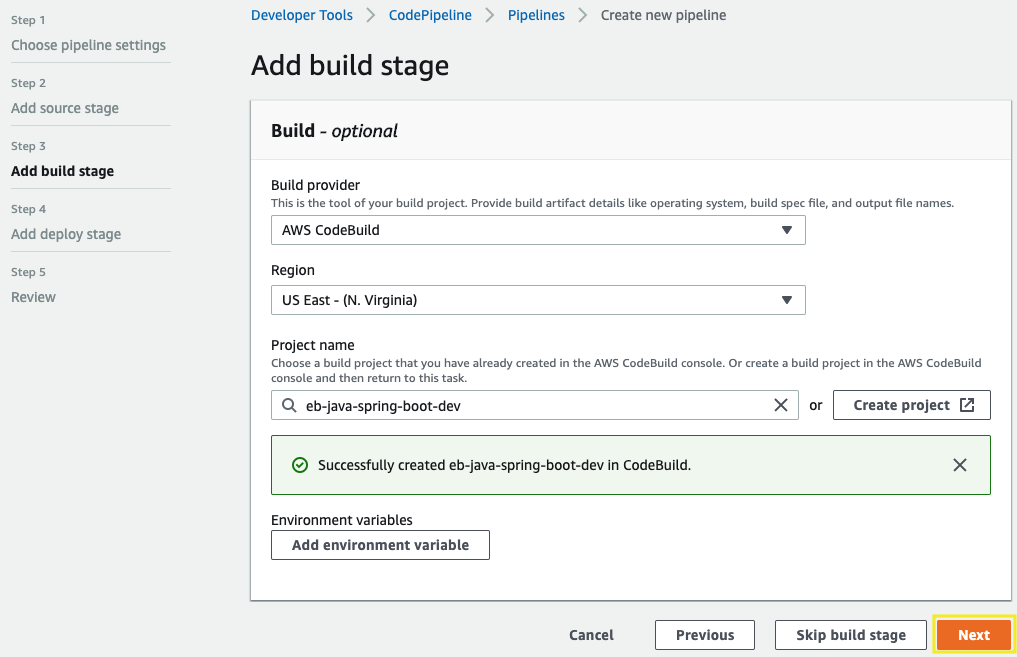 Step 1
Choose pipeline settings
Step 2
Add source stage
Step 3
Add build stage
Step 4
Add deploy stage
Step 5
Review
Developer Tools > CodePipeline > Pipelines > Create new pipeline
Add build stage
Build - optional
Build provider
This is the tool of your build project. Provide build artifact details like operating system, build spec file, and output file names.
AWS CodeBuild
Region
US East - (N. Virginia)
Project name
Choose a build project that you have already created in the AWS CodeBuild console. Or create a build project in the AWS CodeBuild
console and then return to this task.
eb-java-spring-boot-dev or Create project
Successfully created eb-java-spring-boot-dev in CodeBuild.
Environment variables
Add environment variable
Cancel Previous Skip build stage Next